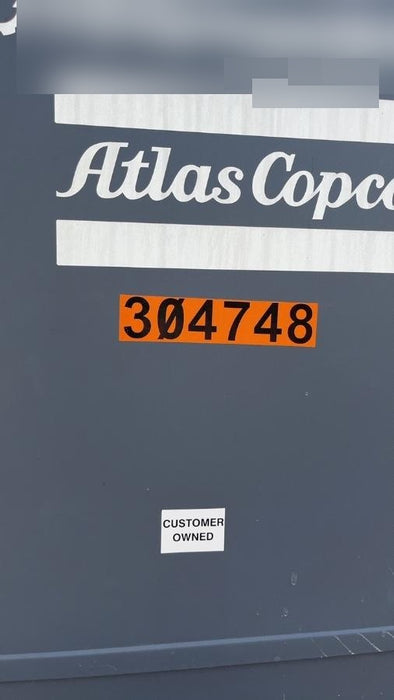 Atlas Copco
3Ø4748
CUSTOMER
OWNED